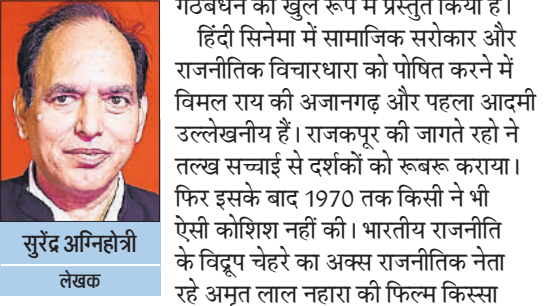 गठबंधन को खुले रूप में प्रस्तुत किया है।
हिंदी सिनेमा में सामाजिक सरोकार और
राजनीतिक विचारधारा को पोषित करने में
विमल राय की अजानगढ़ और पहला आदमी
उल्लेखनीय हैं। राजकपूर की जागते रहो ने
तल्ख सच्चाई से दर्शकों को रूबरू कराया।
फिर इसके बाद 1970 तक किसी ने भी
ऐसी कोशिश नहीं की। भारतीय राजनीति
के विद्रूप चेहरे का अक्स राजनीतिक नेता
रहे अमृत लाल नहारा की फिल्म किस्सा
सुरेंद्र अग्निहोत्री
लेखक